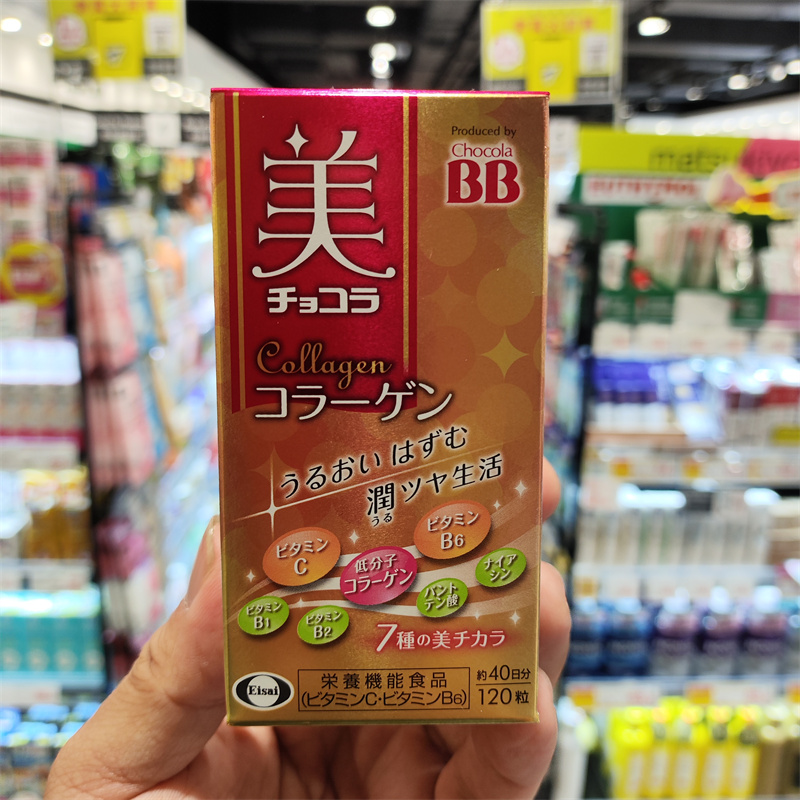 Produced by
Chocola
BB
美
チョコラ
Collagen
コラーゲン
うるおい はずむ
潤ツヤ生活
うる
ビタミン
C
低分子
コラーゲン
ビタミン
B6
ナイア
シン
ビタミン
B1
ビタミン
B2
パント
テン酸
7種の美チカラ
Eisai
栄養機能食品
(ビタミンC・ビタミンB6)
約40日分
120粒
matsukiyo